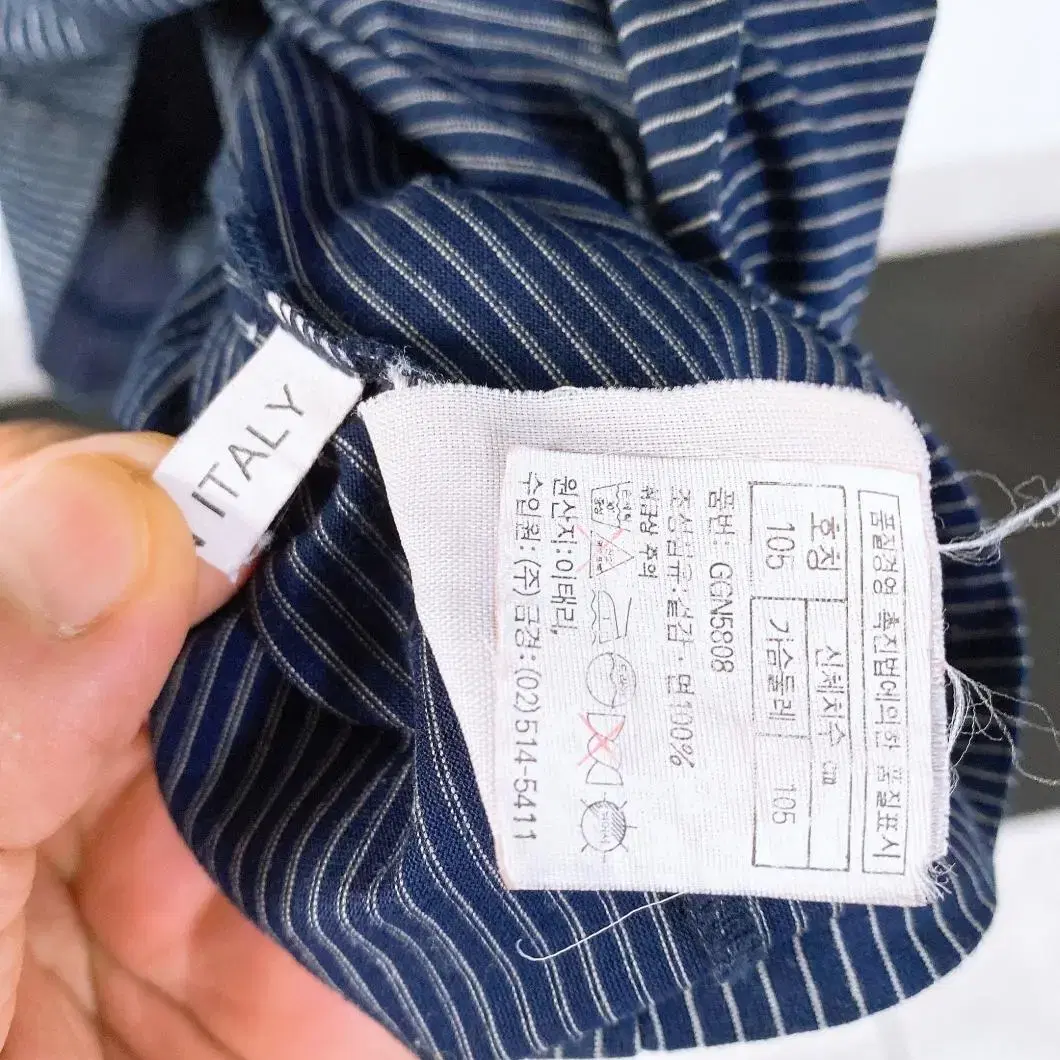 ITALY
품질경영 촉진법에의한 품질표시
호칭 신체치수 ㎝
105 가슴둘레 105
품번: GGN5808
조성섬유:겉감·면100%
취급상 주의
원산지:이태리,
수입원: (주)금경: (02)514-5411